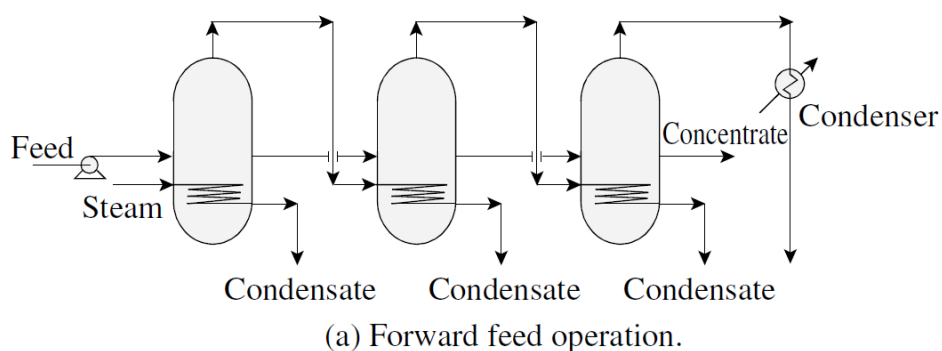 Feed
Steam
Concentrate
Condenser
Condensate
Condensate
Condensate
(a) Forward feed operation.